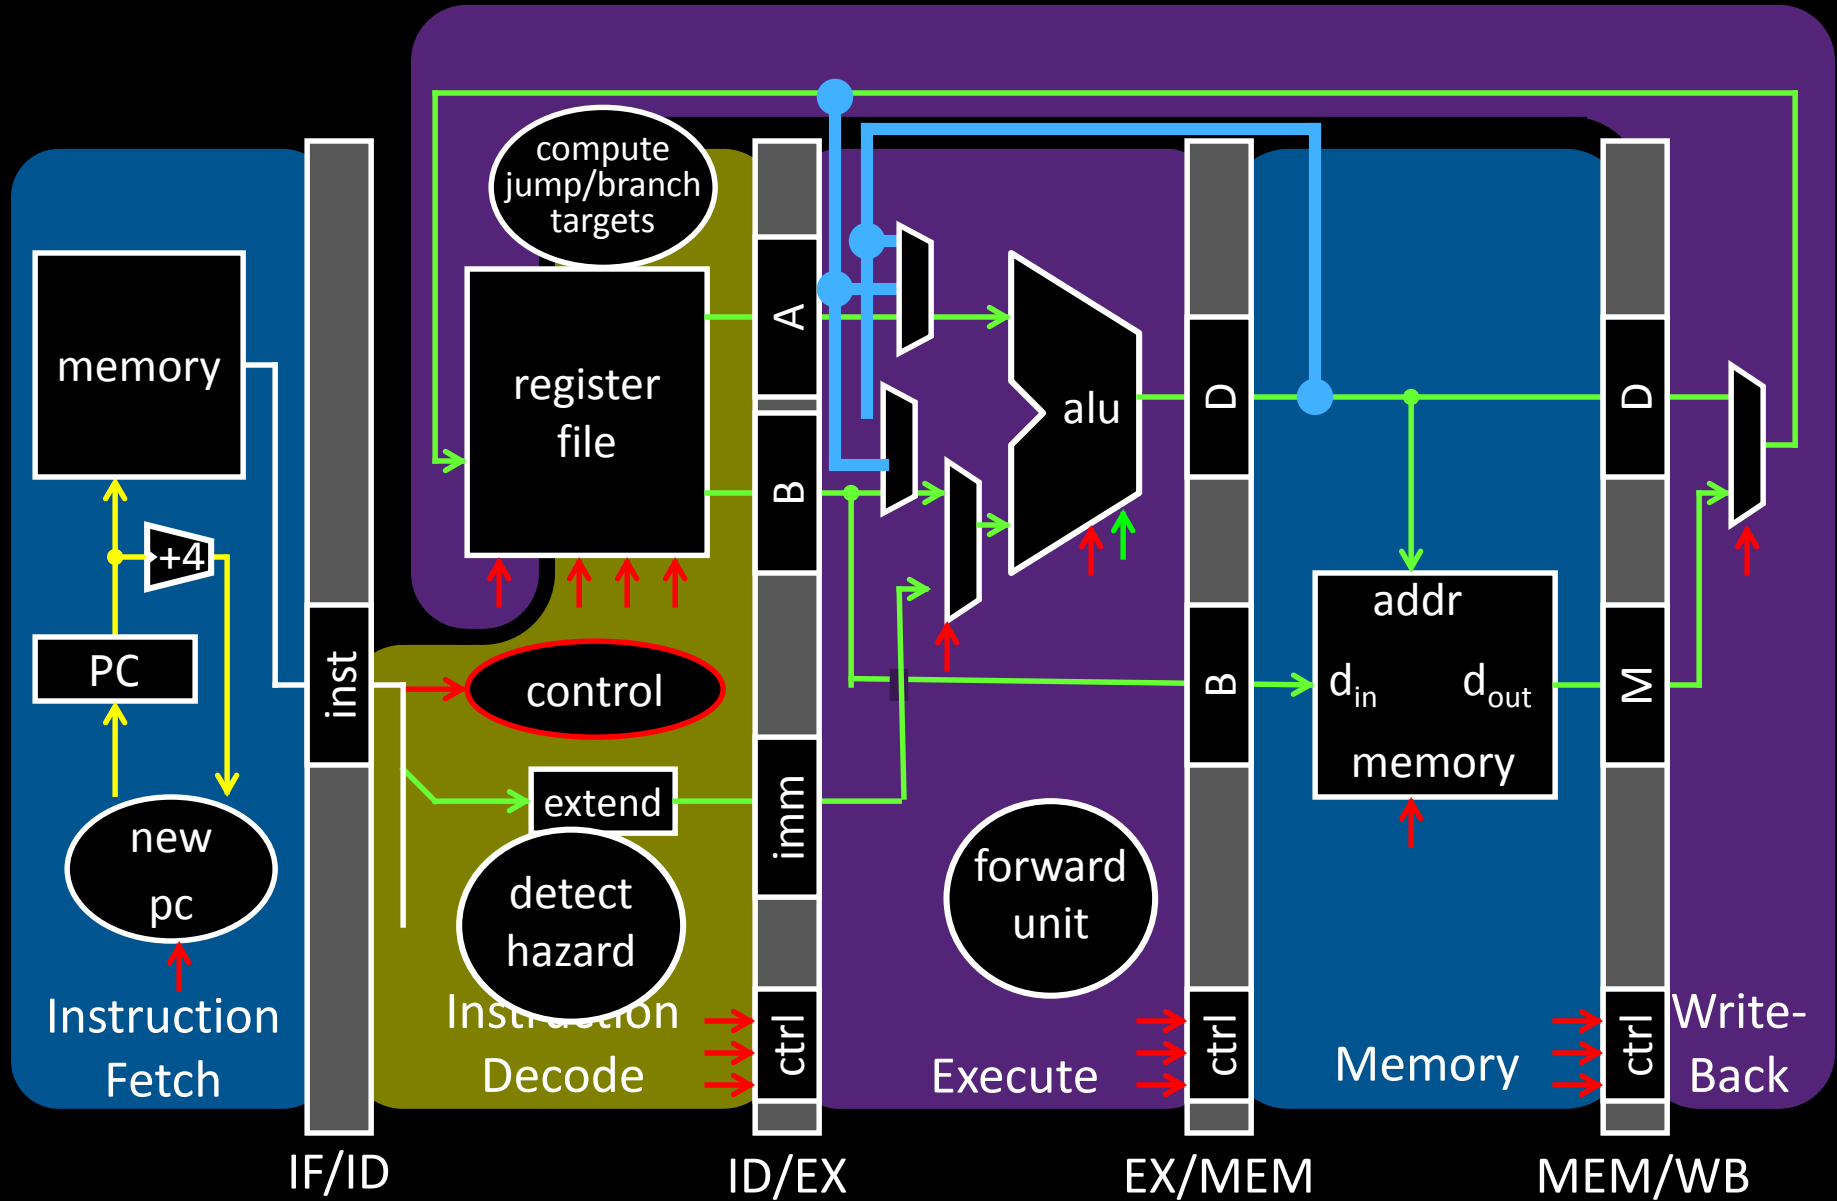 compute
jump/branch
targets
memory
register
file
A
B
alu
D
D
+4
PC
inst
control
B
addr
d_in
d_out
memory
M
extend
imm
new
pc
detect
hazard
forward
unit
Instruction
Fetch
Instruction
Decode
ctrl
Execute
ctrl
Memory
ctrl
Write-
Back
IF/ID
ID/EX
EX/MEM
MEM/WB